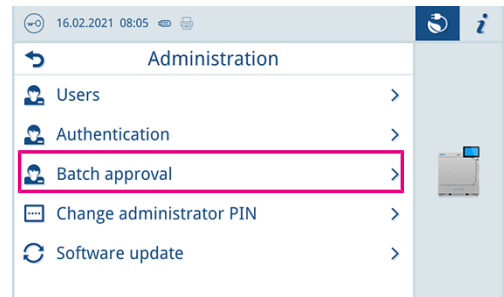 16.02.2021 08:05
Administration
Users
Authentication
Batch approval
Change administrator PIN
Software update